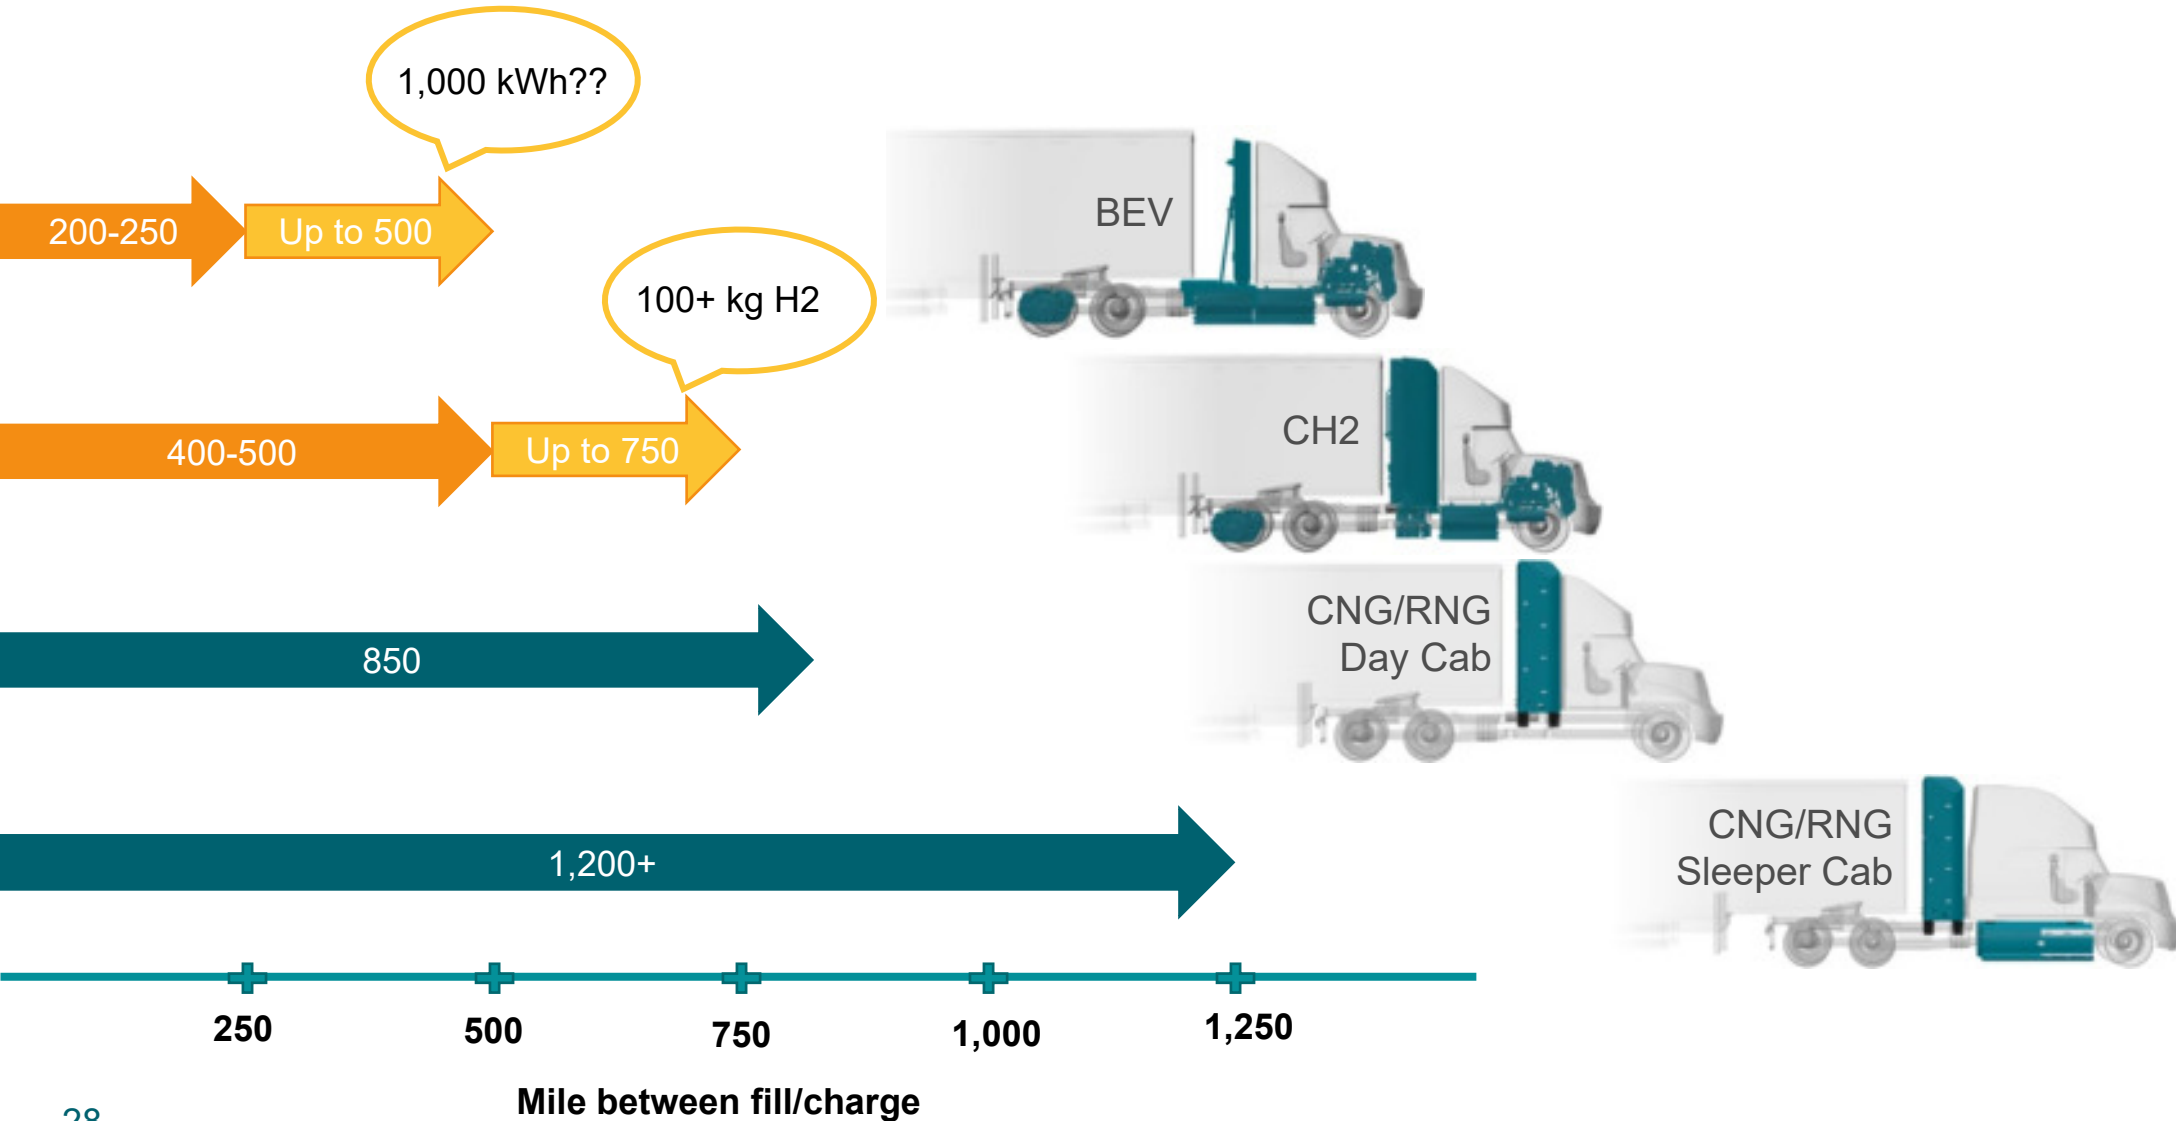 1,000 kWh??
200-250
Up to 500
BEV
100+ kg H2
400-500
Up to 750
CH2
850
CNG/RNG
Day Cab
1,200+
CNG/RNG
Sleeper Cab
250
500
750
1,000
1,250
Mile between fill/charge
28